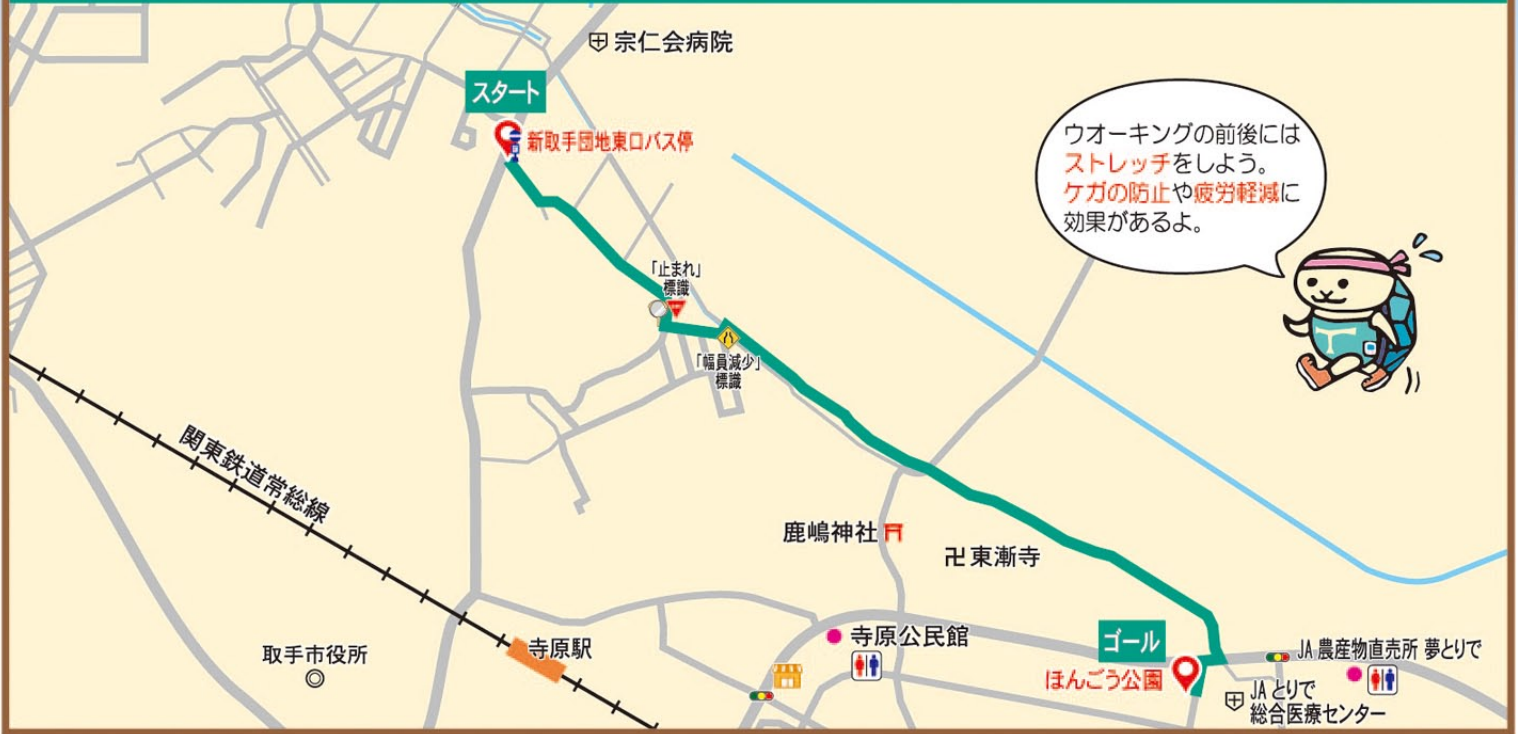 宗仁会病院
スタート
新取手団地東口バス停
ウオーキングの前後には
ストレッチをしよう。
ケガの防止や疲労軽減に
効果があるよ。
「止まれ」
標識
「幅員減少」
標識
関東鉄道常総線
鹿嶋神社
卍東漸寺
寺原公民館
ゴール
ほんごう公園
JA 農産物直売所 夢とりで
JAとりで
総合医療センター
取手市役所
寺原駅